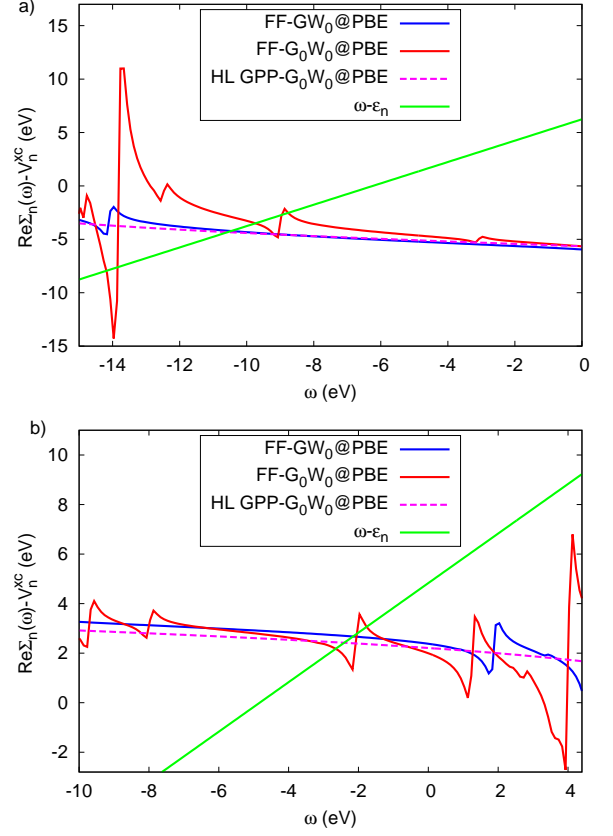 a)
FF-GW₀@PBE
FF-G₀W₀@PBE
HL GPP-G₀W₀@PBE
ω-εₙ
ReΣₙ(ω)-Vₙˣᶜ (eV)
15
10
5
0
-5
-10
-15
-14 -12 -10 -8 -6 -4 -2 0
ω (eV)
b)
FF-GW₀@PBE
FF-G₀W₀@PBE
HL GPP-G₀W₀@PBE
ω-εₙ
ReΣₙ(ω)-Vₙˣᶜ (eV)
10
8
6
4
2
0
-2
-10 -8 -6 -4 -2 0 2 4
ω (eV)